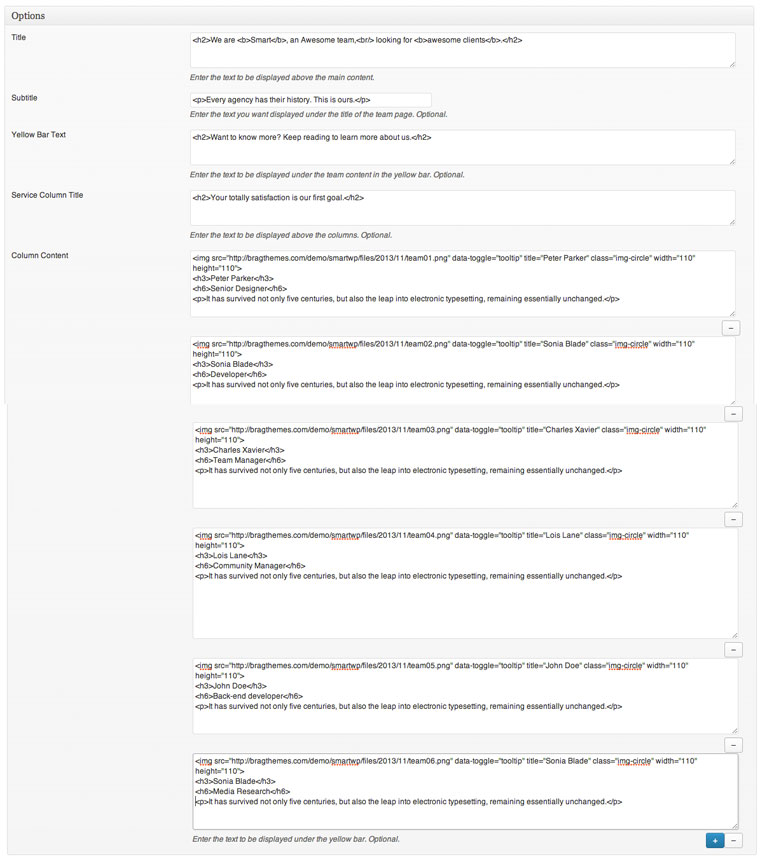 Options
Title
<h2>We are <b>Smart</b>, an Awesome team,<br/> looking for <b>awesome clients</b>.</h2>
Enter the text to be displayed above the main content.
Subtitle
<p>Every agency has their history. This is ours.</p>
Enter the text you want displayed under the title of the team page. Optional.
Yellow Bar Text
<h2>Want to know more? Keep reading to learn more about us.</h2>
Enter the text to be displayed under the team content in the yellow bar. Optional.
Service Column Title
<h2>Your totally satisfaction is our first goal.</h2>
Enter the text to be displayed above the columns. Optional.
Column Content
<img src="http://bragthemes.com/demo/smartwp/files/2013/11/team01.png" data-toggle="tooltip" title="Peter Parker" class="img-circle" width="110"
height="110">
<h3>Peter Parker</h3>
<h6>Senior Designer</h6>
<p>It has survived not only five centuries, but also the leap into electronic typesetting, remaining essentially unchanged.</p>
−
<img src="http://bragthemes.com/demo/smartwp/files/2013/11/team02.png" data-toggle="tooltip" title="Sonia Blade" class="img-circle" width="110"
height="110">
<h3>Sonia Blade</h3>
<h6>Developer</h6>
<p>It has survived not only five centuries, but also the leap into electronic typesetting, remaining essentially unchanged.</p>
−
<img src="http://bragthemes.com/demo/smartwp/files/2013/11/team03.png" data-toggle="tooltip" title="Charles Xavier" class="img-circle" width="110"
height="110">
<h3>Charles Xavier</h3>
<h6>Team Manager</h6>
<p>It has survived not only five centuries, but also the leap into electronic typesetting, remaining essentially unchanged.</p>
−
<img src="http://bragthemes.com/demo/smartwp/files/2013/11/team04.png" data-toggle="tooltip" title="Lois Lane" class="img-circle" width="110"
height="110">
<h3>Lois Lane</h3>
<h6>Community Manager</h6>
<p>It has survived not only five centuries, but also the leap into electronic typesetting, remaining essentially unchanged.</p>
−
<img src="http://bragthemes.com/demo/smartwp/files/2013/11/team05.png" data-toggle="tooltip" title="John Doe" class="img-circle" width="110"
height="110">
<h3>John Doe</h3>
<h6>Back-end developer</h6>
<p>It has survived not only five centuries, but also the leap into electronic typesetting, remaining essentially unchanged.</p>
−
<img src="http://bragthemes.com/demo/smartwp/files/2013/11/team06.png" data-toggle="tooltip" title="Sonia Blade" class="img-circle" width="110"
height="110">
<h3>Sonia Blade</h3>
<h6>Media Research</h6>
<p>It has survived not only five centuries, but also the leap into electronic typesetting, remaining essentially unchanged.</p>
Enter the text to be displayed under the yellow bar. Optional.
+ −